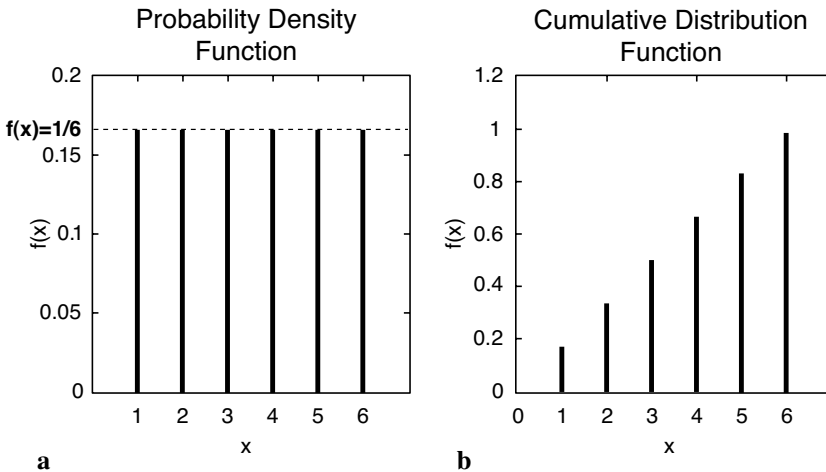 Probability Density
Function
0.2
f(x)=1/6
0.15
0.1
0.05
0
f(x)
1 2 3 4 5 6
x
a
Cumulative Distribution
Function
1.2
1
0.8
0.6
0.4
0.2
0
f(x)
0 1 2 3 4 5 6
x
b